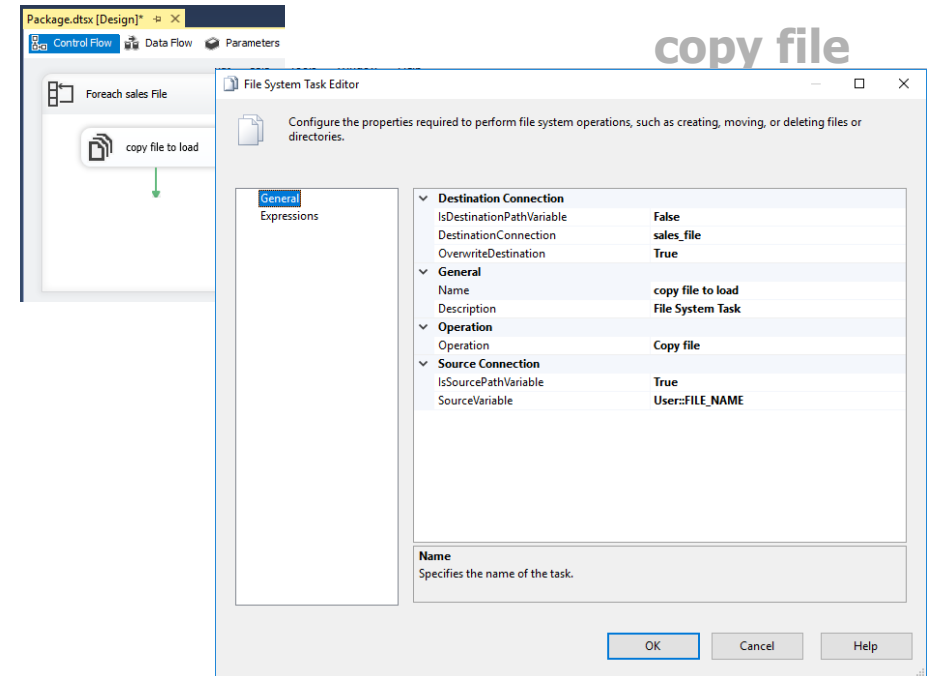 Package.dtsx [Design]*
Control Flow Data Flow Parameters
copy file
Foreach sales File
copy file to load
File System Task Editor
Configure the properties required to perform file system operations, such as creating, moving, or deleting files or
directories.
General
Expressions
Destination Connection
IsDestinationPathVariable False
DestinationConnection sales_file
OverwriteDestination True
General
Name copy file to load
Description File System Task
Operation
Operation Copy file
Source Connection
IsSourcePathVariable True
SourceVariable User::FILE_NAME
Name
Specifies the name of the task.
OK Cancel Help